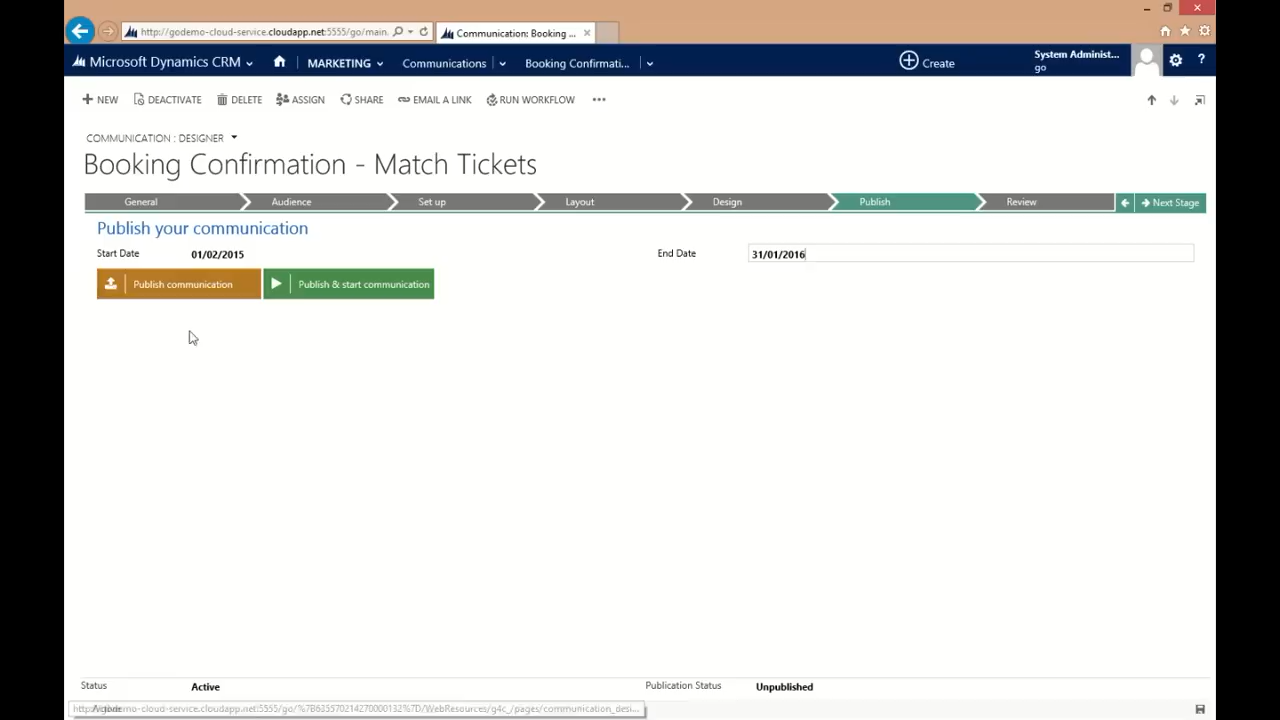 http://godemo-cloud-service.cloudapp.net:5555/go/main.
Communication: Booking ...
Microsoft Dynamics CRM MARKETING Communications Booking Confirmati... Create System Administ... go ?
NEW DEACTIVATE DELETE ASSIGN SHARE EMAIL A LINK RUN WORKFLOW •••
COMMUNICATION : DESIGNER
Booking Confirmation - Match Tickets
General Audience Set up Layout Design Publish Review Next Stage
Publish your communication
Start Date 01/02/2015 End Date 31/01/2016
Publish communication Publish & start communication
Status Active Publication Status Unpublished